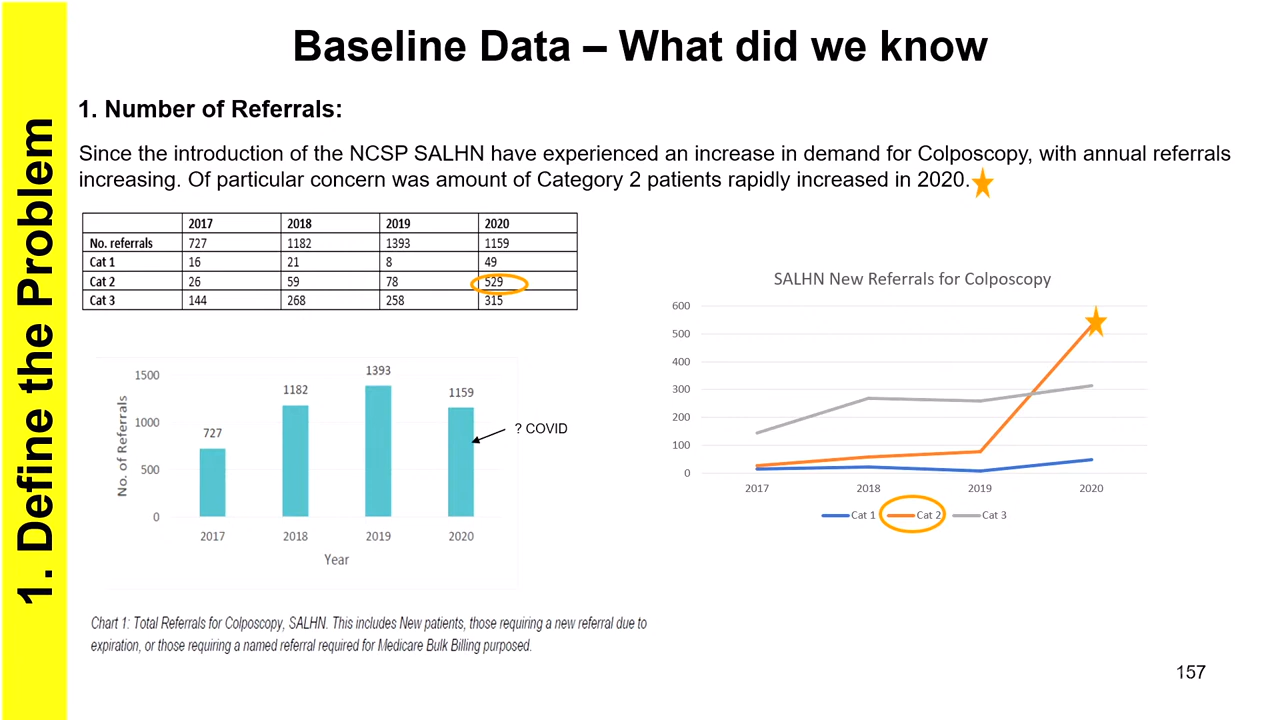 Baseline Data – What did we know
1. Define the Problem
1. Number of Referrals:
Since the introduction of the NCSP SALHN have experienced an increase in demand for Colposcopy, with annual referrals
increasing. Of particular concern was amount of Category 2 patients rapidly increased in 2020.
2017 2018 2019 2020
No. referrals 727 1182 1393 1159
Cat 1 16 21 8 49
Cat 2 26 59 78 529
Cat 3 144 268 258 315
No. of Referrals
1500
1000
500
0
727
1182
1393
1159
? COVID
2017 2018 2019 2020
Year
Chart 1: Total Referrals for Colposcopy, SALHN. This includes New patients, those requiring a new referral due to
expiration, or those requiring a named referral required for Medicare Bulk Billing purposed.
SALHN New Referrals for Colposcopy
600
500
400
300
200
100
0
2017 2018 2019 2020
Cat 1 Cat 2 Cat 3
157